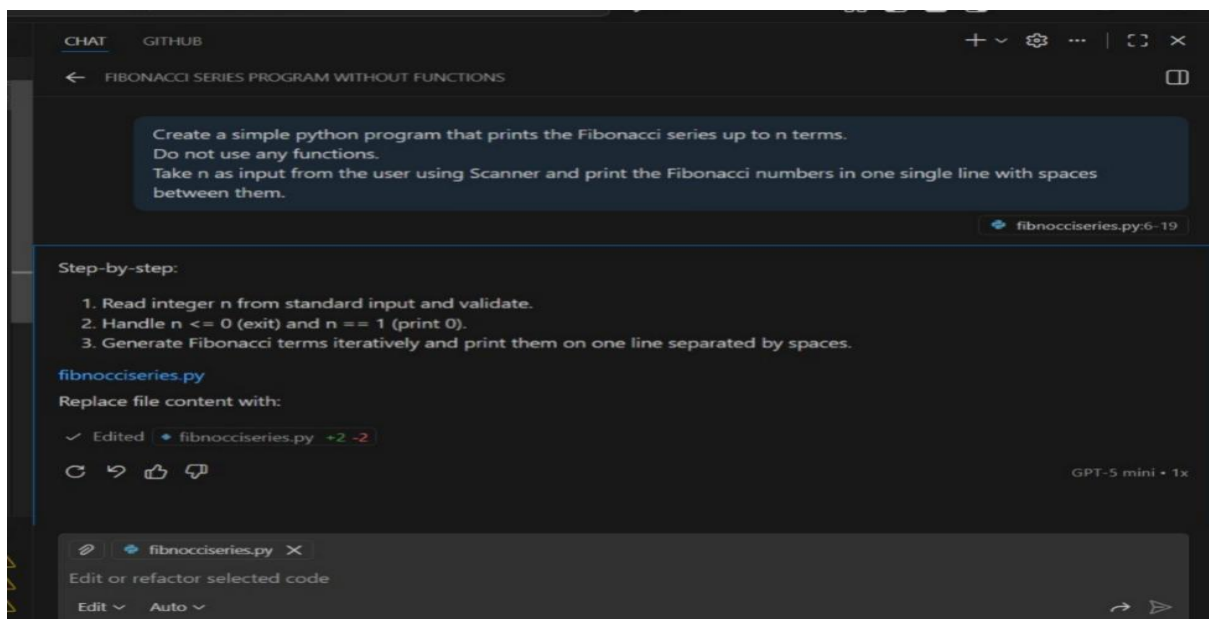 CHAT GITHUB
FIBONACCI SERIES PROGRAM WITHOUT FUNCTIONS
Create a simple python program that prints the Fibonacci series up to n terms.
Do not use any functions.
Take n as input from the user using Scanner and print the Fibonacci numbers in one single line with spaces
between them.
fibnocciseries.py:6-19
Step-by-step:
1. Read integer n from standard input and validate.
2. Handle n <= 0 (exit) and n == 1 (print 0).
3. Generate Fibonacci terms iteratively and print them on one line separated by spaces.
fibnocciseries.py
Replace file content with:
Edited fibnocciseries.py +2 -2
GPT-5 mini • 1x
fibnocciseries.py
Edit or refactor selected code
Edit Auto